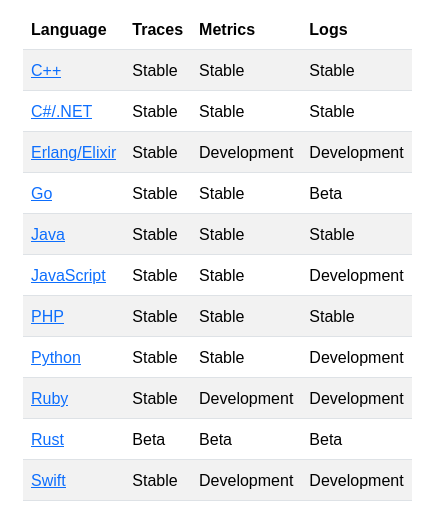 Language Traces Metrics Logs
C++ Stable Stable Stable
C#/.NET Stable Stable Stable
Erlang/Elixir Stable Development Development
Go Stable Stable Beta
Java Stable Stable Stable
JavaScript Stable Stable Development
PHP Stable Stable Stable
Python Stable Stable Development
Ruby Stable Development Development
Rust Beta Beta Beta
Swift Stable Development Development